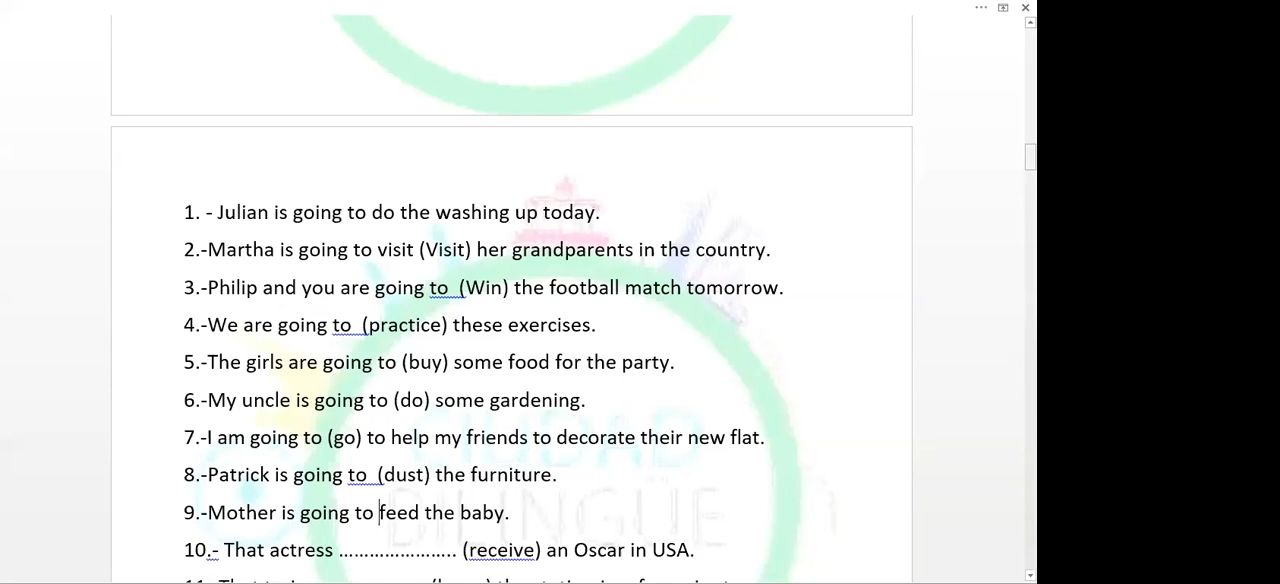 1. - Julian is going to do the washing up today.
2.-Martha is going to visit (Visit) her grandparents in the country.
3.-Philip and you are going to  (Win) the football match tomorrow.
4.-We are going to  (practice) these exercises.
5.-The girls are going to (buy) some food for the party.
6.-My uncle is going to (do) some gardening.
7.-I am going to (go) to help my friends to decorate their new flat.
CIUDAD
8.-Patrick is going to  (dust) the furniture.
9.-Mother is going to feed the baby.
BILINGÜE
10.- That actress ………………….. (receive) an Oscar in USA.